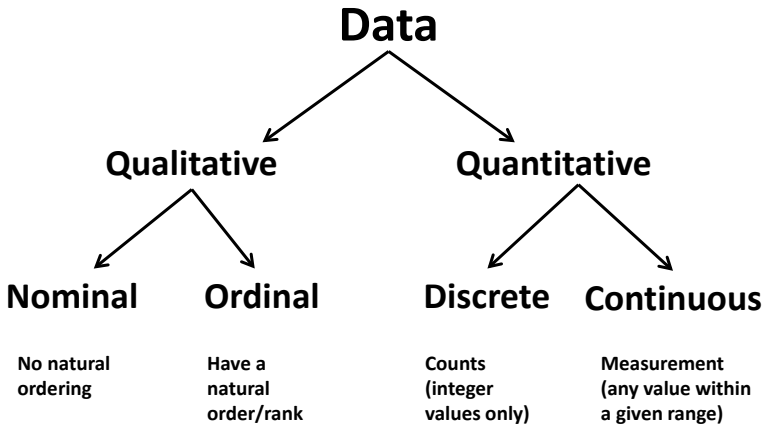 Data
Qualitative
Quantitative
Nominal
Ordinal
Discrete
Continuous
No natural
ordering
Have a
natural
order/rank
Counts
(integer
values only)
Measurement
(any value within
a given range)